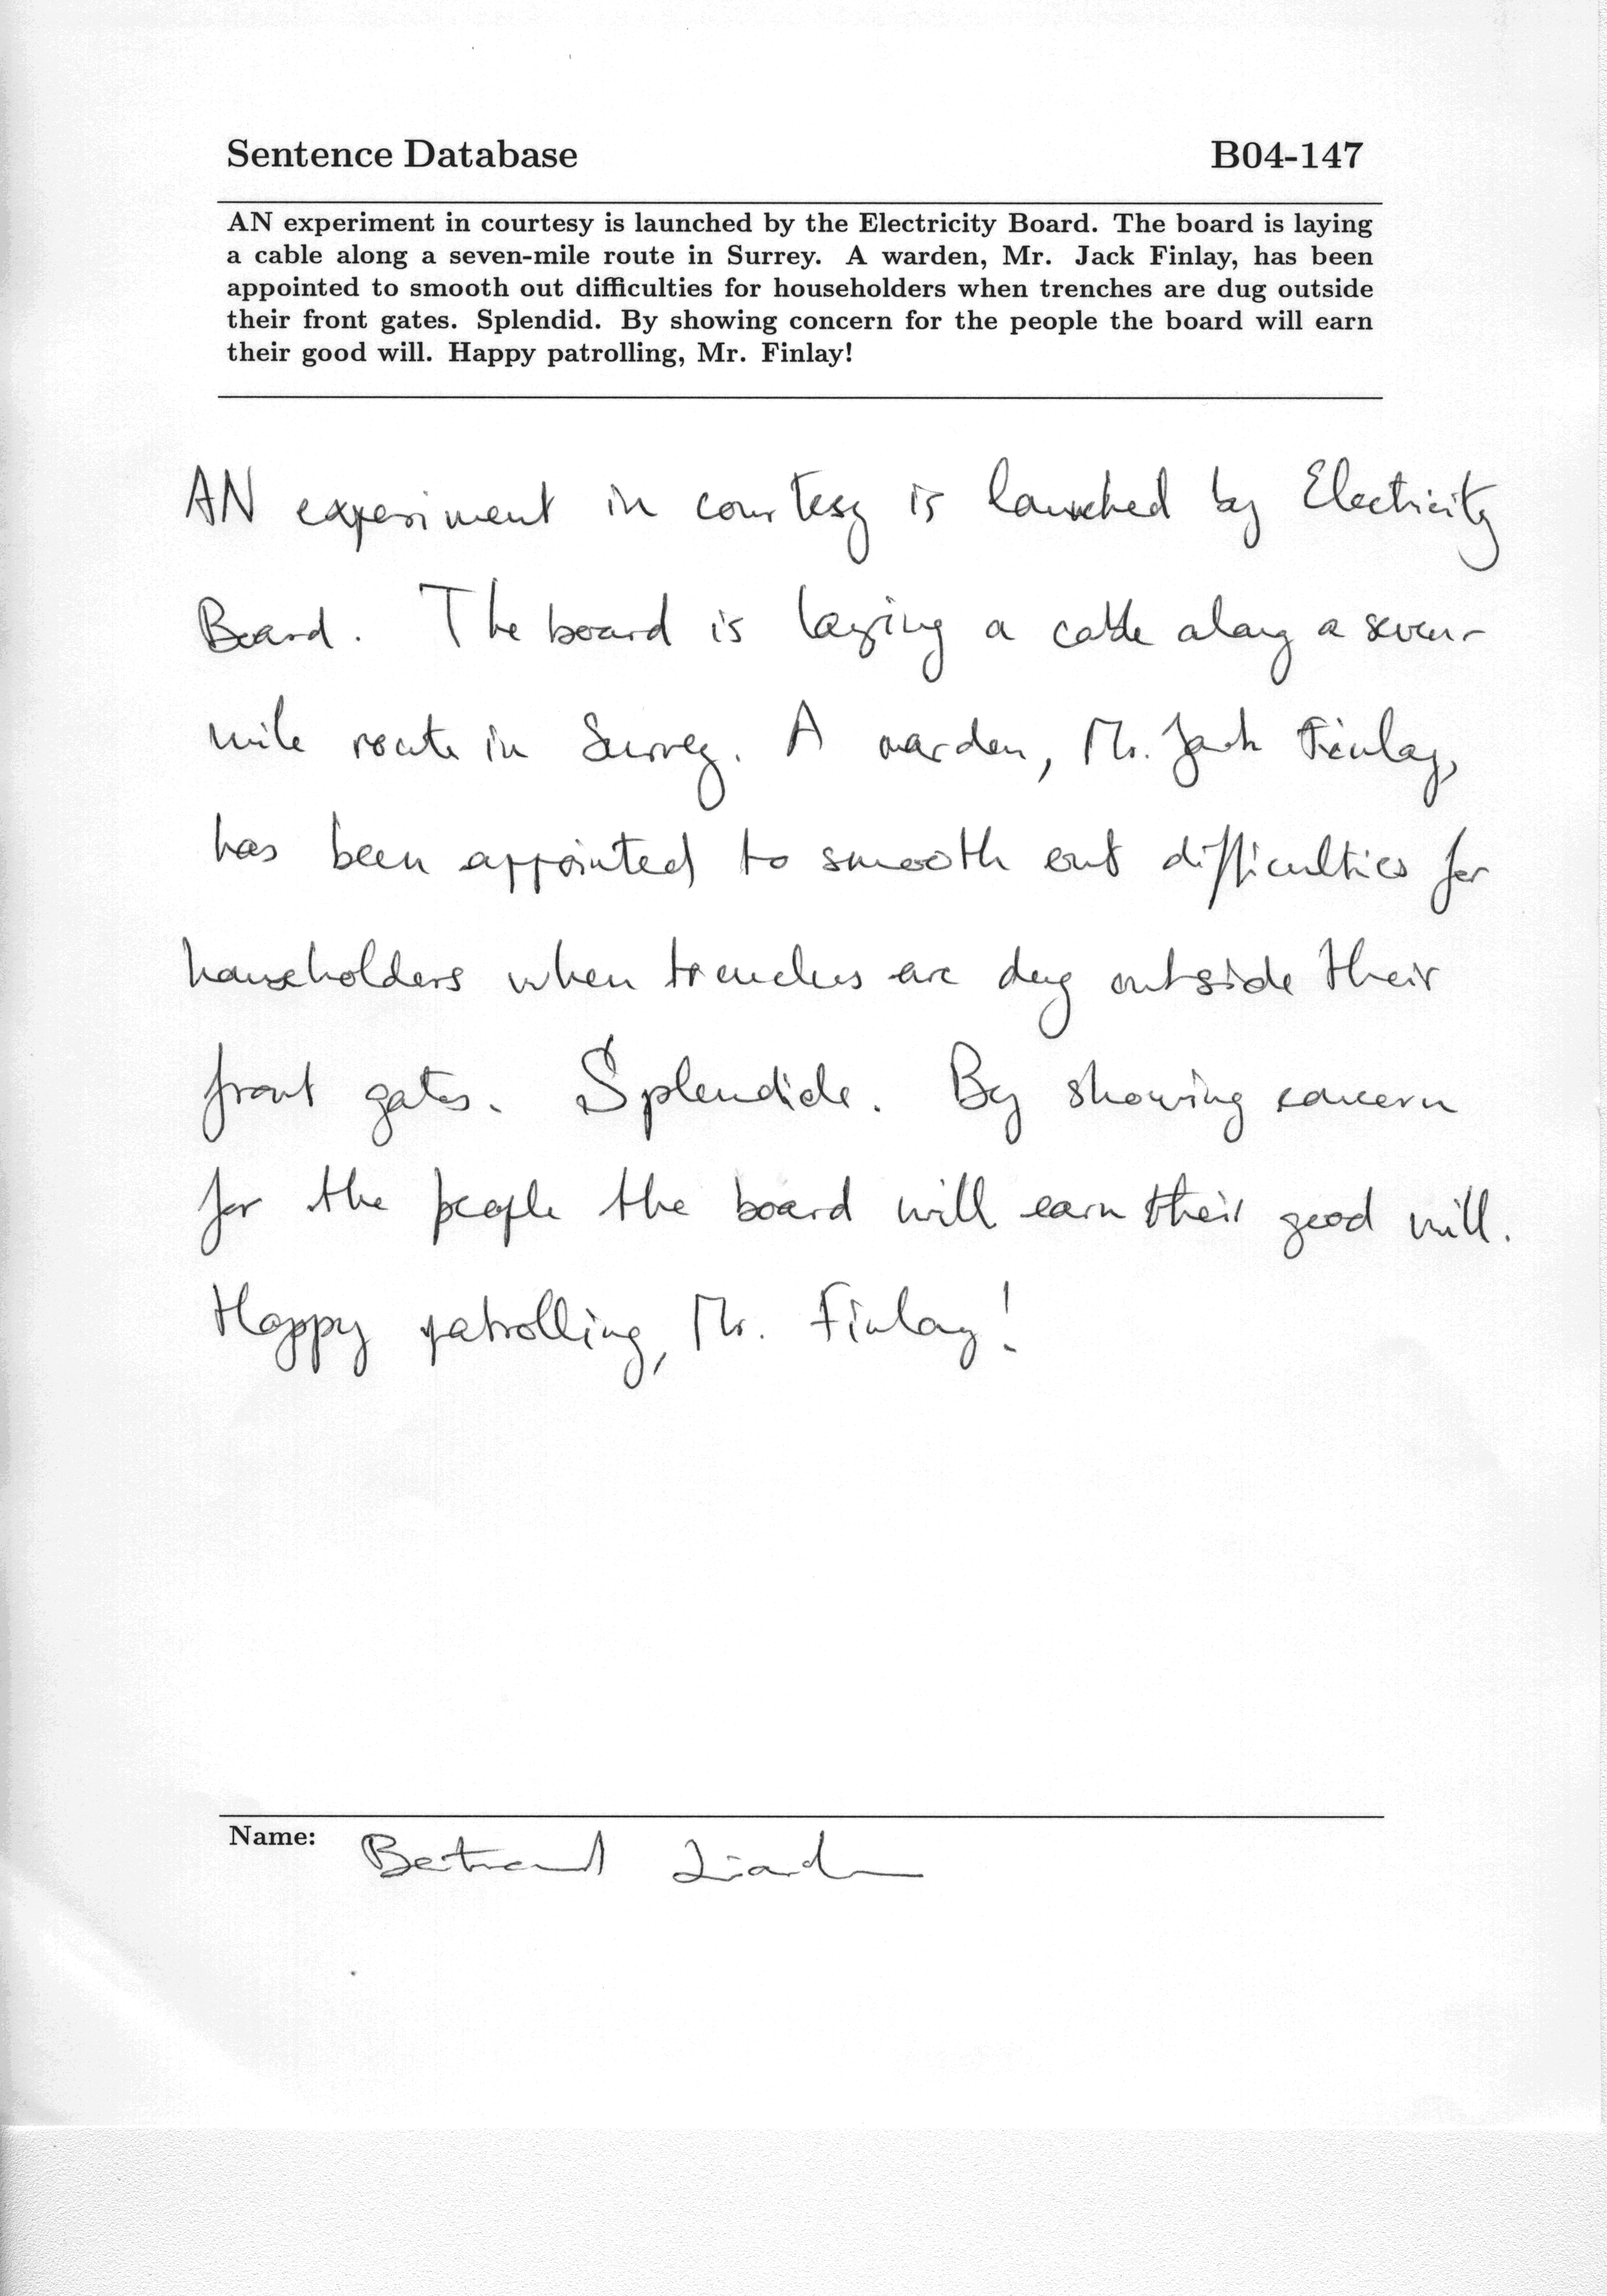 Sentence Database B04-147
AN experiment in courtesy is launched by the Electricity Board. The board is laying
a cable along a seven-mile route in Surrey. A warden, Mr. Jack Finlay, has been
appointed to smooth out difficulties for householders when trenches are dug outside
their front gates. Splendid. By showing concern for the people the board will earn
their good will. Happy patrolling, Mr. Finlay!
AN experiment in courtesy is launched by Electricity
Board. The board is laying a cable along a seven-
mile route in Surrey. A warden, Mr. Jack Finlay,
has been appointed to smooth out difficulties for
householders when trenches are dug outside their
front gates. Splendide. By showing concern
for the people the board will earn their good will.
Happy patrolling, Mr. Finlay!
Name: Bertrand